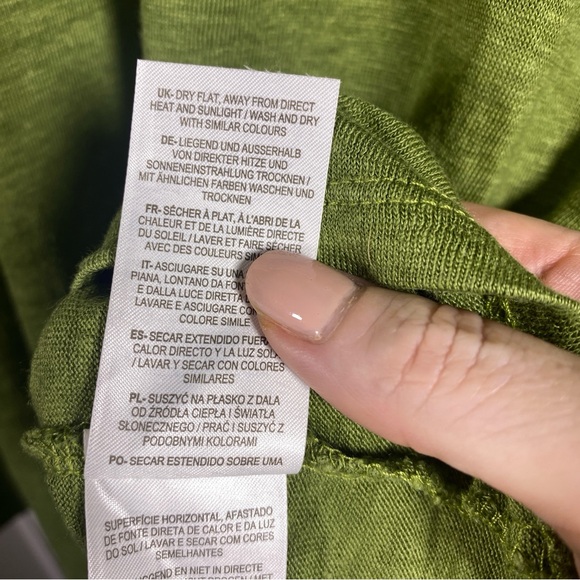 UK- DRY FLAT, AWAY FROM DIRECT
HEAT AND SUNLIGHT / WASH AND DRY
WITH SIMILAR COLOURS
DE- LIEGEND UND AUSSERHALB
VON DIREKTER HITZE UND
SONNENEINSTRAHLUNG TROCKNEN /
MIT ÄHNLICHEN FARBEN WASCHEN UND
TROCKNEN
FR- SÉCHER À PLAT, À L'ABRI DE LA
CHALEUR ET DE LA LUMIÈRE DIRECTE
DU SOLEIL / LAVER ET FAIRE SÉCHER
AVEC DES COULEURS
IT- ASCIUGARE SU UNA
PIANA, LONTANO DA
E DALLA LUCE DIRETTA
LAVARE E ASCIUGARE
COLORE SIMILE
ES- SECAR EXTENDIDO
CALOR DIRECTO Y LA LUZ
/ LAVAR Y SECAR CON COLORES
SIMILARES
PL- SUSZYĆ NA PŁASKO Z DALA
OD ŹRÓDŁA CIEPŁA I ŚWIATŁA
SŁONECZNEGO / PRAĆ I SUSZYĆ Z
PODOBNYMI KOLORAMI
PO- SECAR ESTENDIDO SOBRE UMA
SUPERFÍCIE HORIZONTAL, AFASTADO
DE FONTE DIRETA DE CALOR E DA LUZ
DO SOL / LAVAR E SECAR COM CORES
SEMELHANTES
EN NIET IN DIRECTE